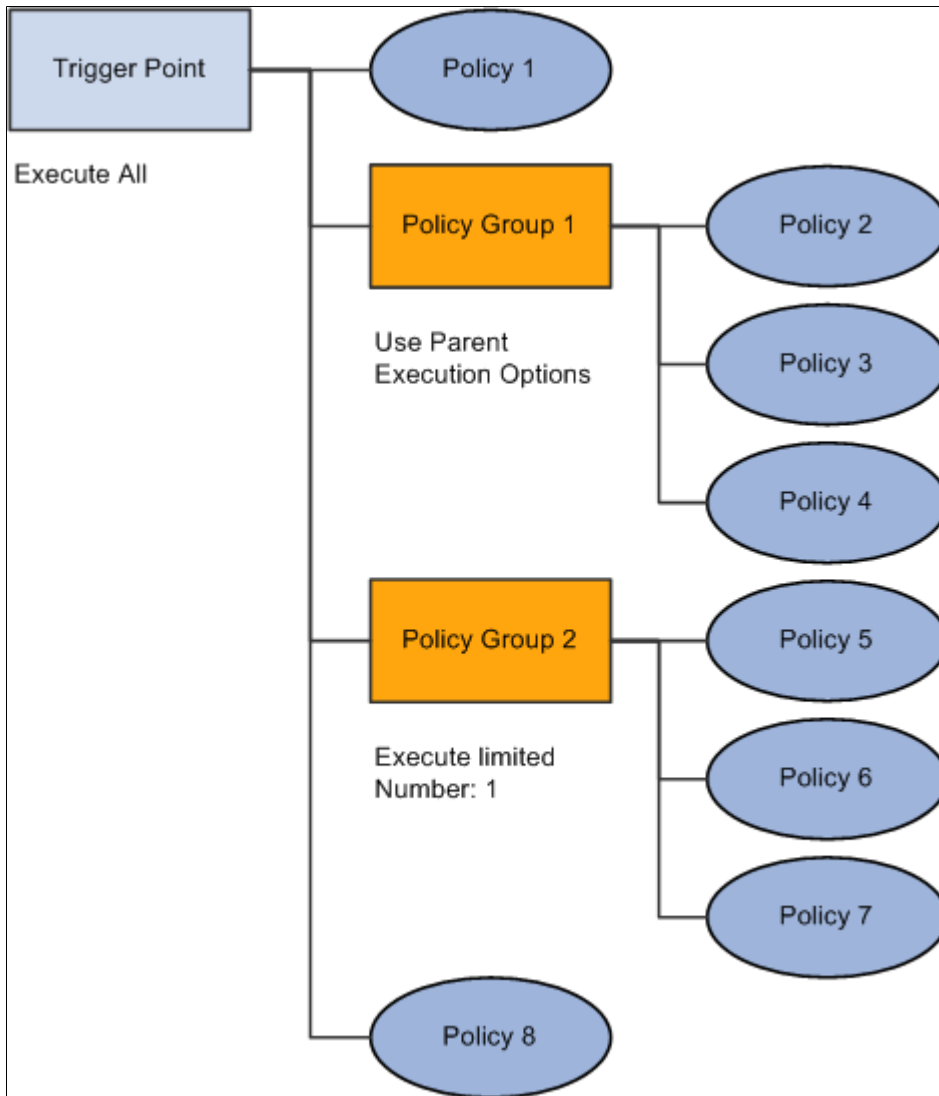 Trigger Point
Policy 1
Execute All
Policy Group 1
Policy 2
Use Parent
Execution Options
Policy 3
Policy 4
Policy Group 2
Policy 5
Execute limited
Number: 1
Policy 6
Policy 7
Policy 8